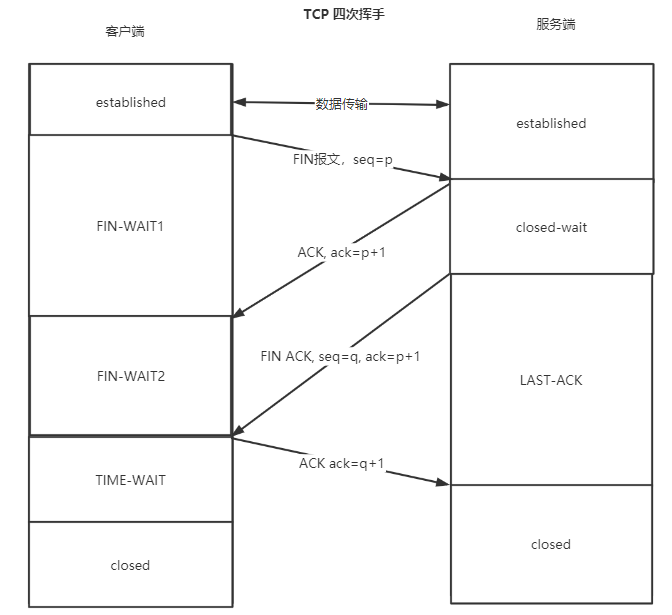 TCP 四次挥手
客户端
服务端
established
数据传输
established
FIN报文，seq=p
FIN-WAIT1
closed-wait
ACK, ack=p+1
FIN ACK, seq=q, ack=p+1
FIN-WAIT2
LAST-ACK
ACK ack=q+1
TIME-WAIT
closed
closed